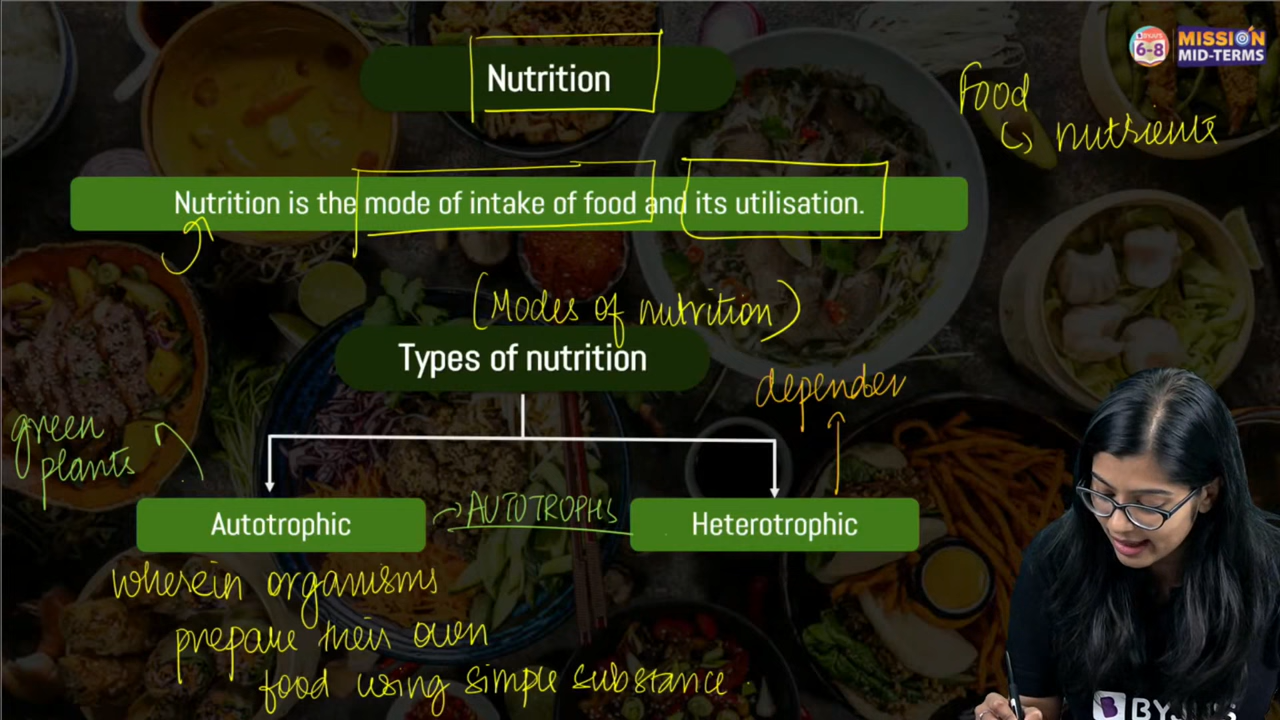 BYJU'S 6-8 MISSION MID-TERMS
Nutrition
food
nutrients
Nutrition is the mode of intake of food and its utilisation.
(Modes of nutrition)
Types of nutrition
depender
green
plants
Autotrophic
AUTOTROPHS
Heterotrophic
wherein organisms
prepare their own
food using simple substance
BYJU'S